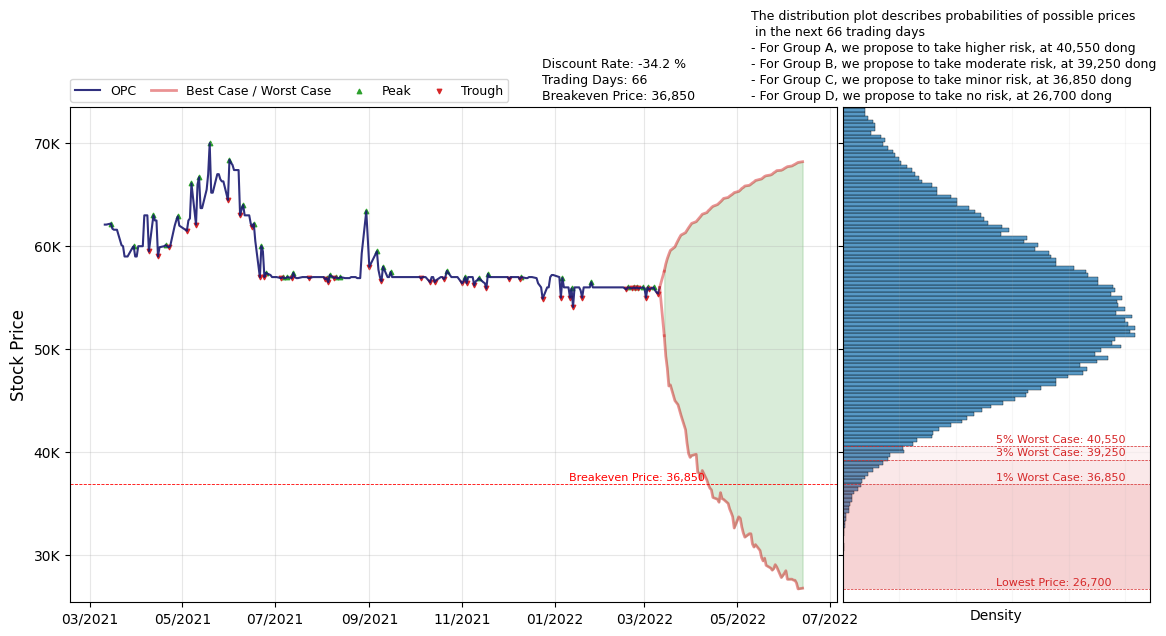 The distribution plot describes probabilities of possible prices
in the next 66 trading days
- For Group A, we propose to take higher risk, at 40,550 dong
- For Group B, we propose to take moderate risk, at 39,250 dong
- For Group C, we propose to take minor risk, at 36,850 dong
- For Group D, we propose to take no risk, at 26,700 dong
Discount Rate: -34.2 %
Trading Days: 66
Breakeven Price: 36,850
OPC
Best Case / Worst Case
Peak
Trough
Stock Price
70K
60K
50K
40K
30K
Breakeven Price: 36,850
03/2021
05/2021
07/2021
09/2021
11/2021
01/2022
03/2022
05/2022
07/2022
5% Worst Case: 40,550
3% Worst Case: 39,250
1% Worst Case: 36,850
Lowest Price: 26,700
Density